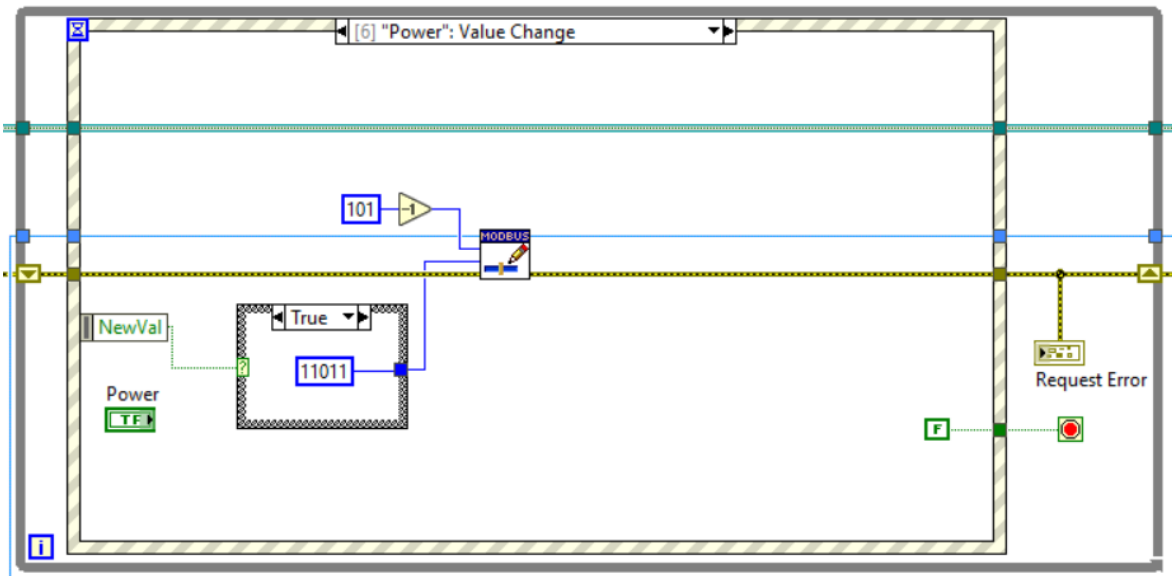 [6] "Power": Value Change
101
-1
MODBUS
True
NewVal
?
11011
Power
TF
Request Error
F
i